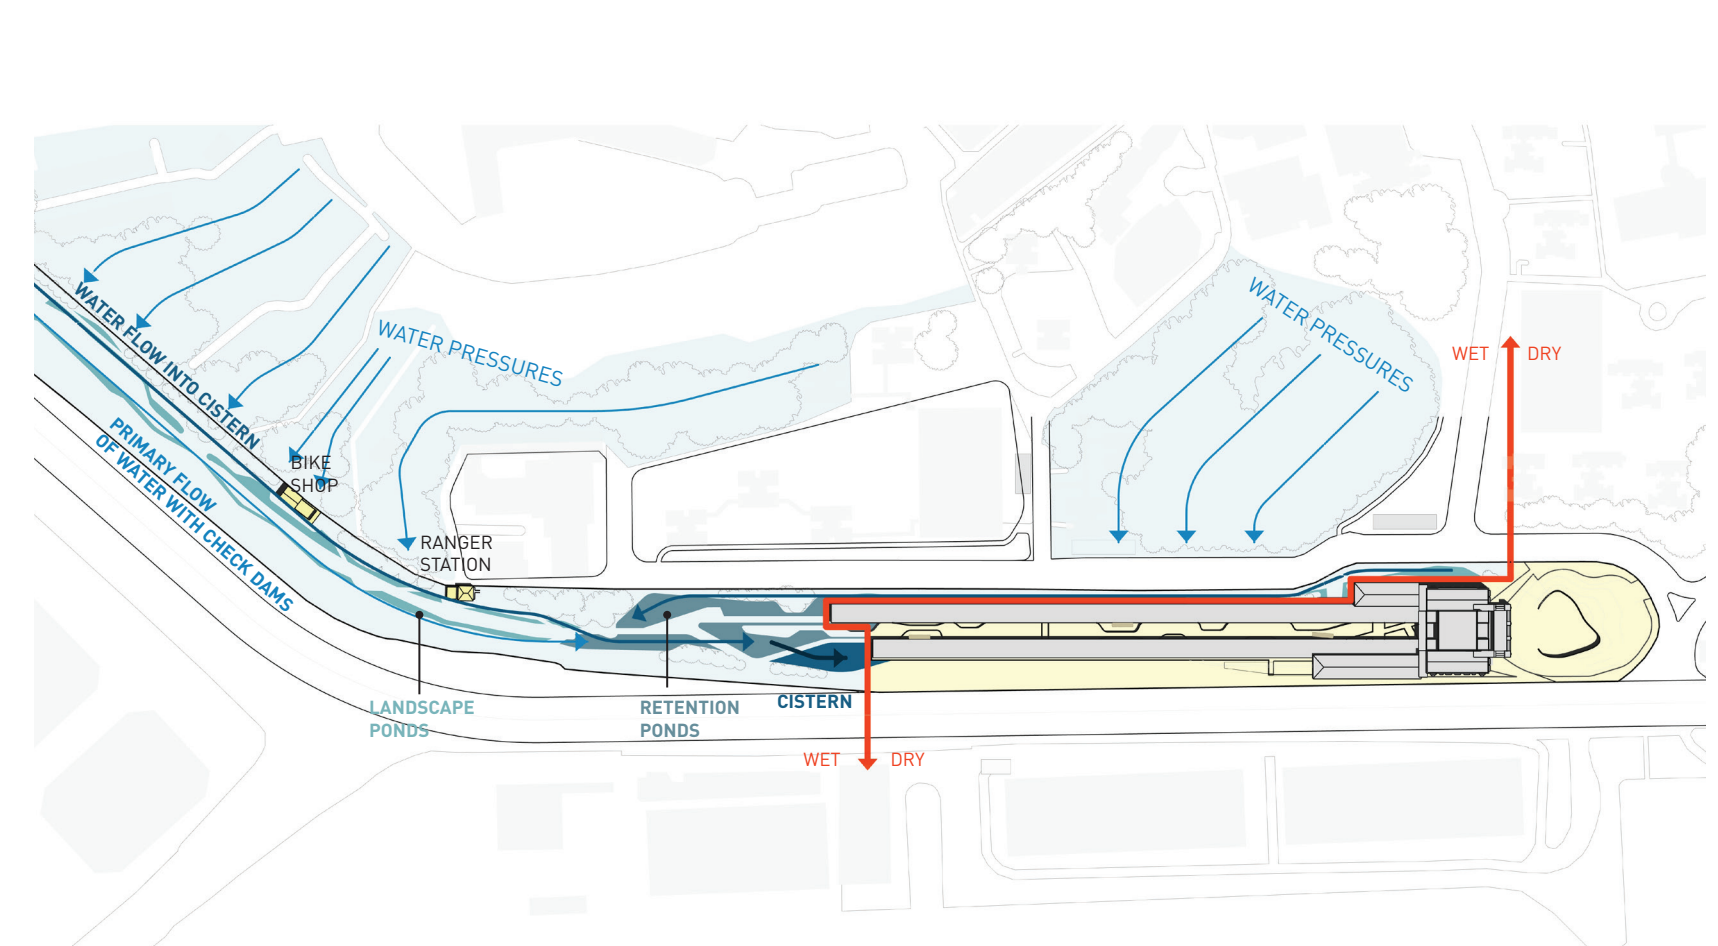 WATER PRESSURES
WATER PRESSURES
WET DRY
WATER FLOW INTO CISTERN
PRIMARY FLOW
OF WATER WITH CHECK DAMS
BIKE
SHOP
RANGER
STATION
LANDSCAPE
PONDS
RETENTION
PONDS
CISTERN
WET DRY